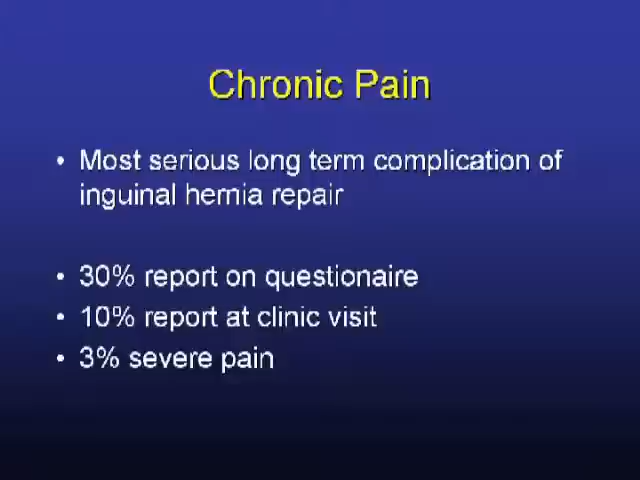 Chronic Pain
• Most serious long term complication of
inguinal hernia repair
• 30% report on questionaire
• 10% report at clinic visit
• 3% severe pain